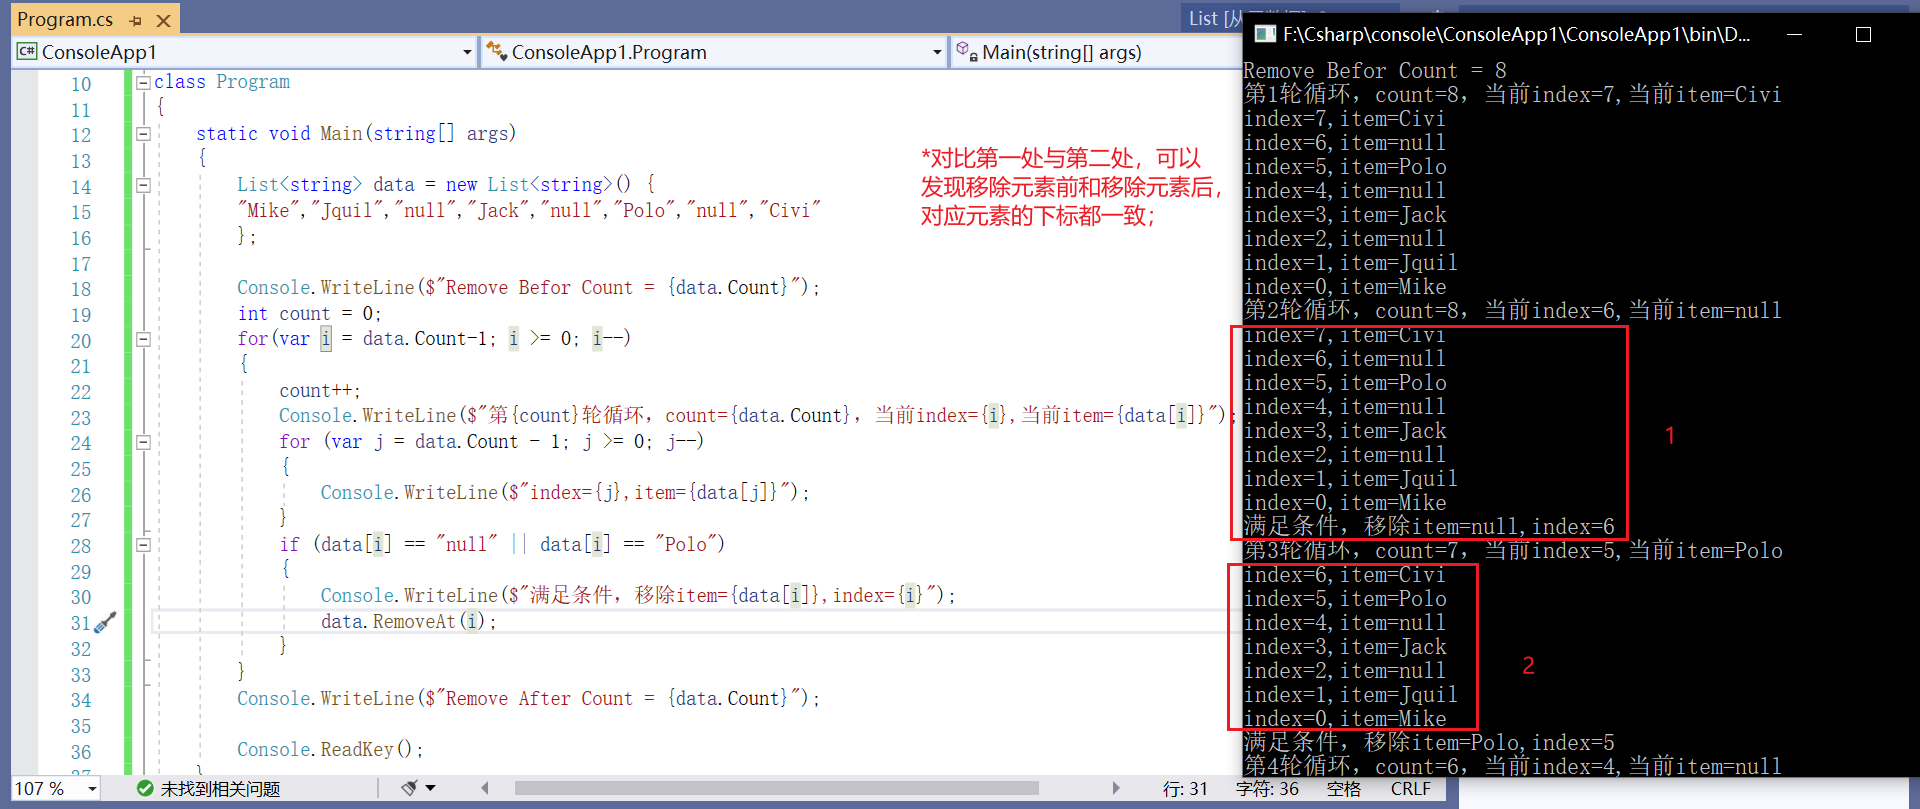 Program.cs
List [从
ConsoleApp1
ConsoleApp1.Program
Main(string[] args)
10 class Program
11 {
12 static void Main(string[] args)
13 {
14 List<string> data = new List<string>() {
15 "Mike","Jquil","null","Jack","null","Polo","null","Civi"
16 };
17
18 Console.WriteLine($"Remove Befor Count = {data.Count}");
19 int count = 0;
20 for(var i = data.Count-1; i >= 0; i--)
21 {
22 count++;
23 Console.WriteLine($"第{count}轮循环，count={data.Count}，当前index={i},当前item={data[i]}");
24 for (var j = data.Count - 1; j >= 0; j--)
25 {
26 Console.WriteLine($"index={j},item={data[j]}");
27 }
28 if (data[i] == "null" || data[i] == "Polo")
29 {
30 Console.WriteLine($"满足条件，移除item={data[i]},index={i}");
31 data.RemoveAt(i);
32 }
33 }
34 Console.WriteLine($"Remove After Count = {data.Count}");
35
36 Console.ReadKey();
37
*对比第一处与第二处，可以
发现移除元素前和移除元素后，
对应元素的下标都一致；
F:\Csharp\console\ConsoleApp1\ConsoleApp1\bin\D...
Remove Befor Count = 8
第1轮循环，count=8，当前index=7,当前item=Civi
index=7,item=Civi
index=6,item=null
index=5,item=Polo
index=4,item=null
index=3,item=Jack
index=2,item=null
index=1,item=Jquil
index=0,item=Mike
第2轮循环，count=8，当前index=6,当前item=null
index=7,item=Civi
index=6,item=null
index=5,item=Polo
index=4,item=null
index=3,item=Jack
index=2,item=null
index=1,item=Jquil
index=0,item=Mike
满足条件，移除item=null,index=6
1
第3轮循环，count=7，当前index=5,当前item=Polo
index=6,item=Civi
index=5,item=Polo
index=4,item=null
index=3,item=Jack
index=2,item=null
index=1,item=Jquil
index=0,item=Mike
2
满足条件，移除item=Polo,index=5
第4轮循环，count=6，当前index=4,当前item=null
107 %
未找到相关问题
行: 31
字符: 36
空格
CRLF